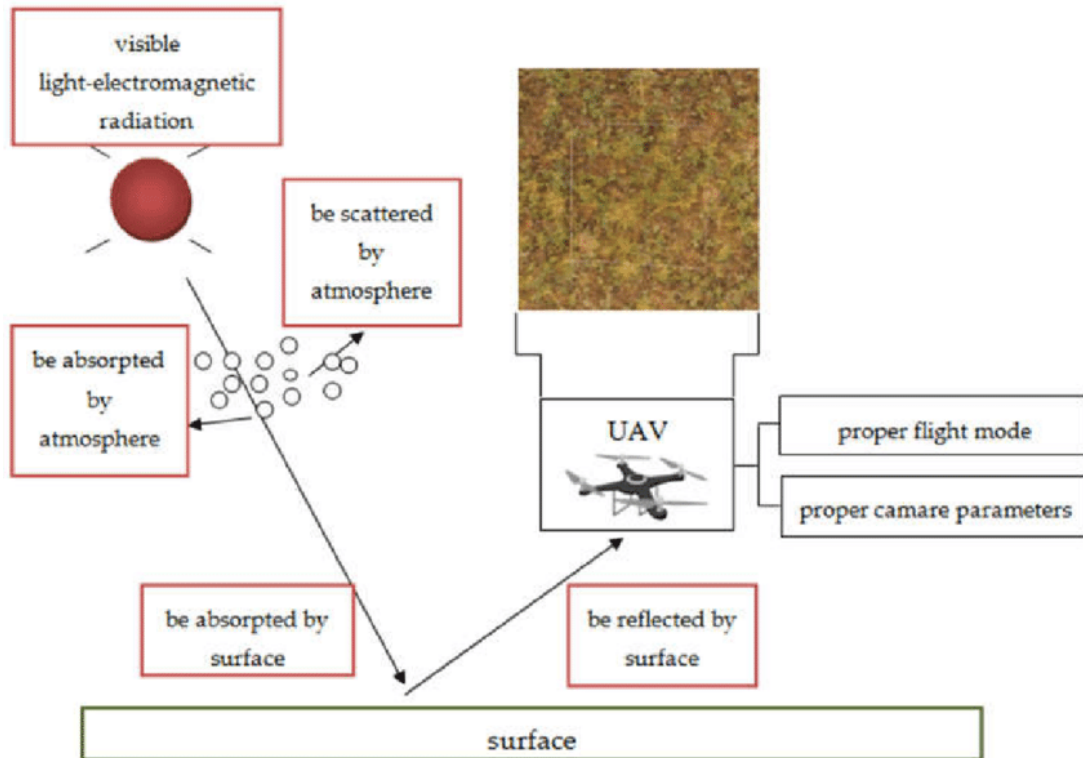 visible
light-electromagnetic
radiation
be scattered
by
atmosphere
be absorpted
by
atmosphere
UAV
proper flight mode
proper camare parameters
be absorpted by
surface
be reflected by
surface
surface